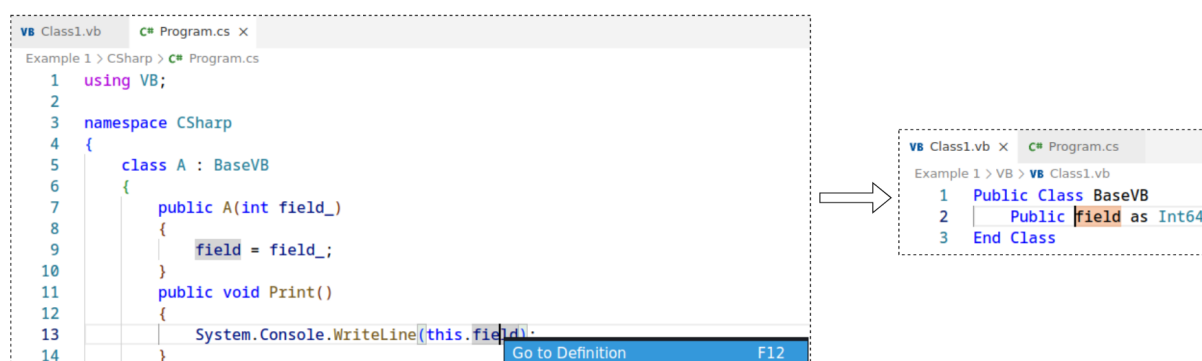 VB Class1.vb C# Program.cs ×
Example 1 > CSharp > C# Program.cs
1 using VB;
2
3 namespace CSharp
4 {
5 class A : BaseVB
6 {
7 public A(int field_)
8 {
9 field = field_;
10 }
11 public void Print()
12 {
13 System.Console.WriteLine(this.field);
Go to Definition F12
14 }
VB Class1.vb × C# Program.cs
Example 1 > VB > VB Class1.vb
1 Public Class BaseVB
2 Public field as Int64
3 End Class